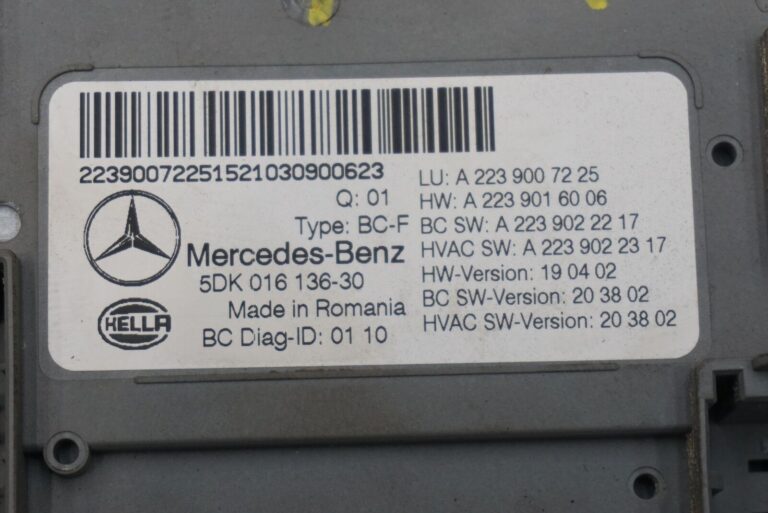 22390072251521030900623
Q: 01
Type: BC-F
Mercedes-Benz
5DK 016 136-30
Made in Romania
BC Diag-ID: 01 10
HELLA
LU: A 223 900 72 25
HW: A 223 901 60 06
BC SW: A 223 902 22 17
HVAC SW: A 223 902 23 17
HW-Version: 19 04 02
BC SW-Version: 20 38 02
HVAC SW-Version: 20 38 02